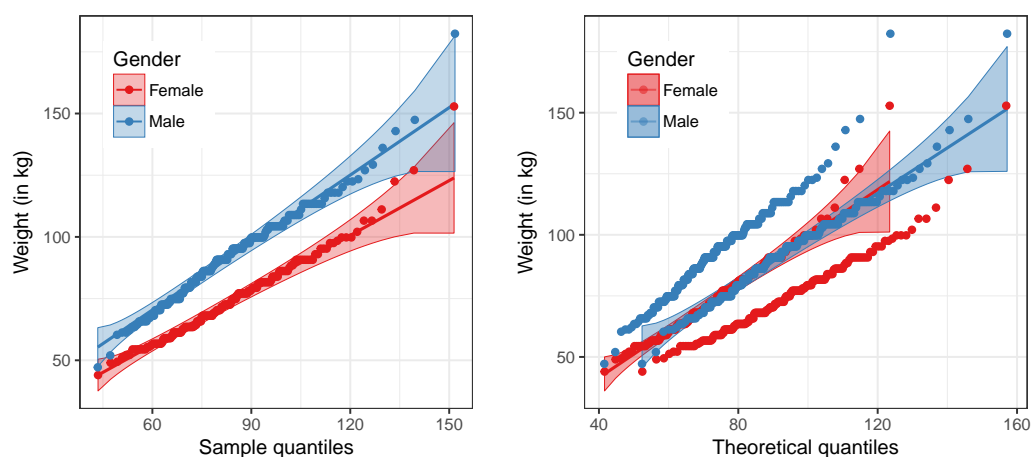 Weight (in kg)
150
100
50
Gender
Female
Male
60
90
120
150
Sample quantiles
Weight (in kg)
150
100
50
Gender
Female
Male
40
80
120
160
Theoretical quantiles